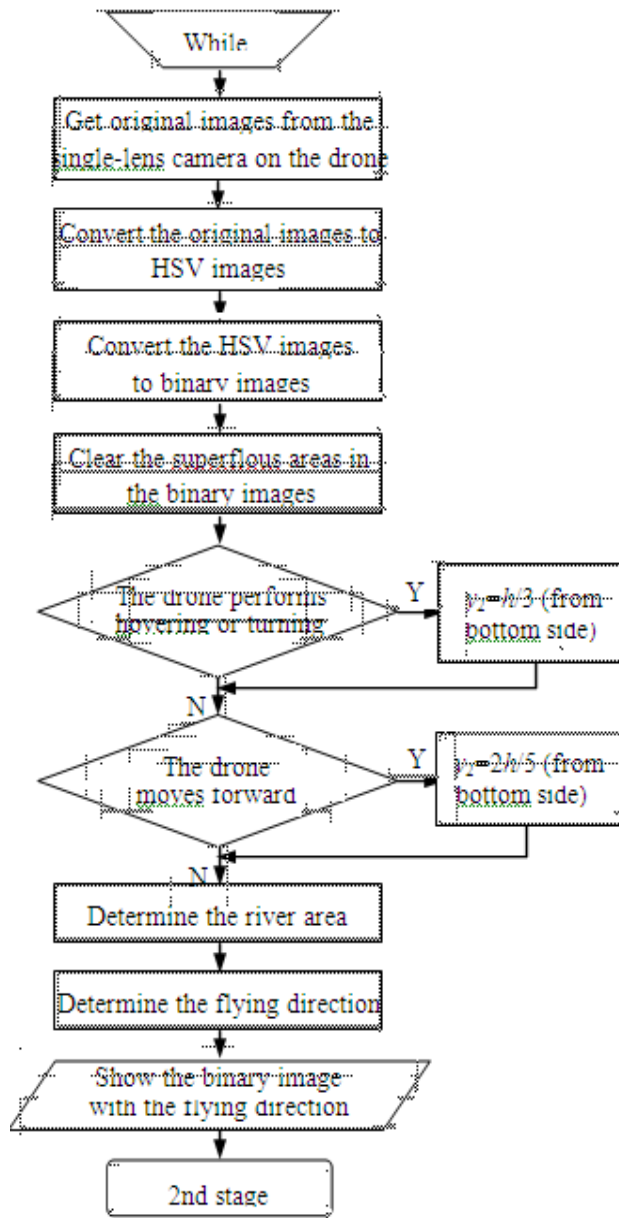 While
Get original images from the
single-lens camera on the drone
Convert the original images to
HSV images
Convert the HSV images
to binary images
Clear the superflous areas in
the binary images
The drone performs
hovering or turning
Y
y₂=h/3 (from
bottom side)
N
The drone
moves forward
Y
y₂=2h/5 (from
bottom side)
N
Determine the river area
Determine the flying direction
Show the binary image
with the flying direction
2nd stage